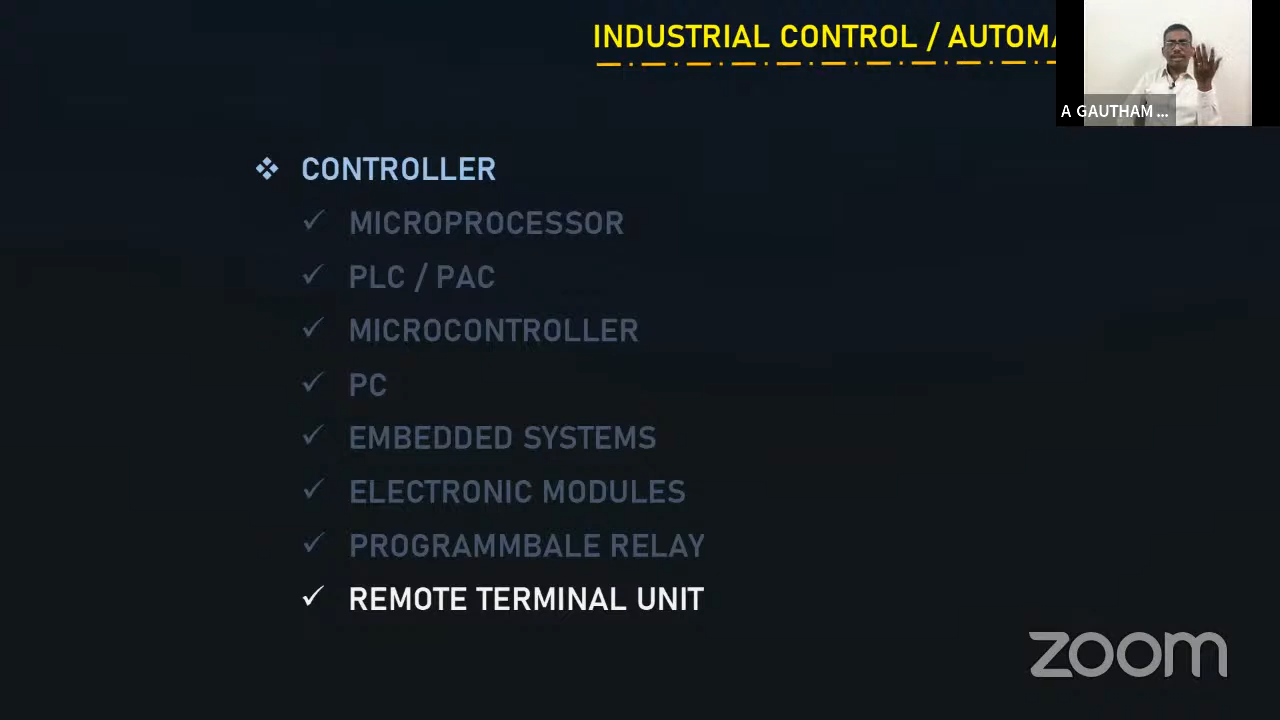 INDUSTRIAL CONTROL / AUTOMA
A GAUTHAM ...
CONTROLLER
MICROPROCESSOR
PLC / PAC
MICROCONTROLLER
PC
EMBEDDED SYSTEMS
ELECTRONIC MODULES
PROGRAMMBALE RELAY
REMOTE TERMINAL UNIT
zoom